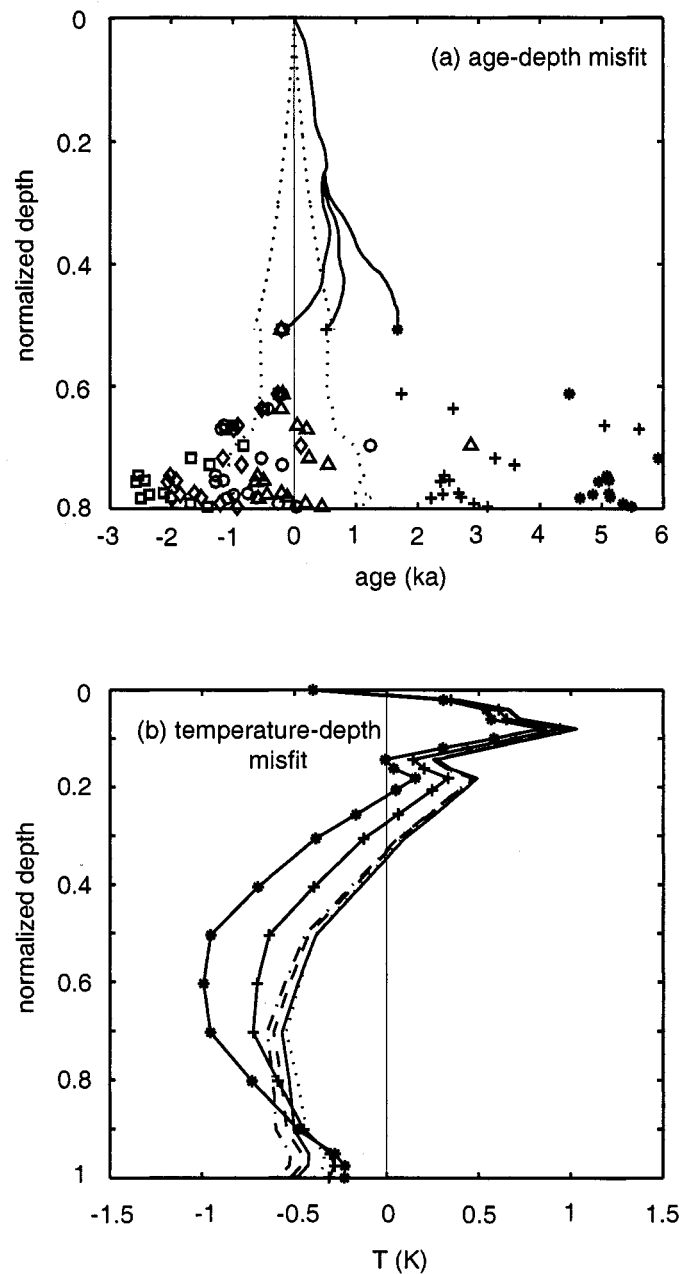 0
(a) age-depth misfit
0.2
normalized depth
0.4
0.6
0.8
-3 -2 -1 0 1 2 3 4 5 6
age (ka)
0
(b) temperature-depth
misfit
0.2
normalized depth
0.4
0.6
0.8
1
-1.5 -1 -0.5 0 0.5 1 1.5
T (K)